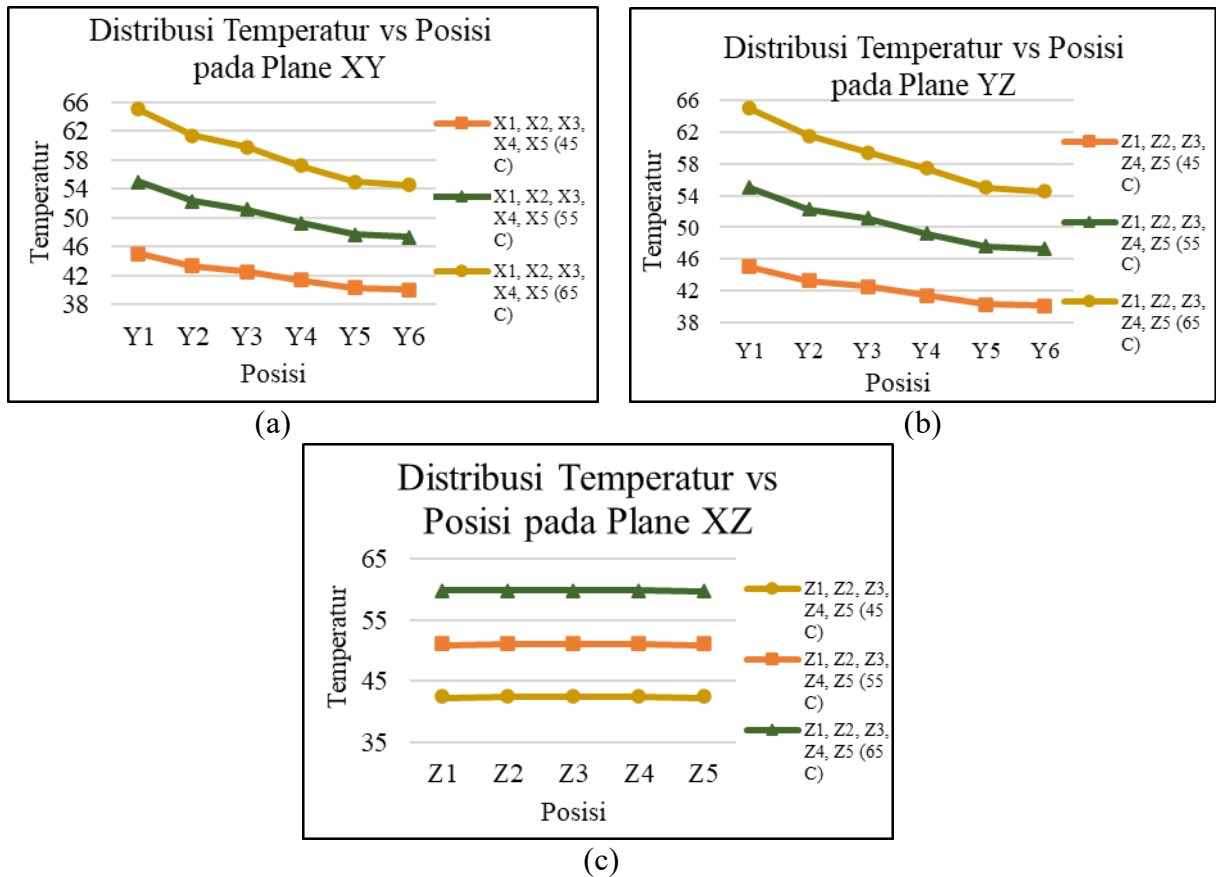 Distribusi Temperatur vs Posisi
pada Plane XY
66
62
58
54
50
46
42
38
Temperatur
Y1 Y2 Y3 Y4 Y5 Y6
Posisi
X1, X2, X3,
X4, X5 (45
C)
X1, X2, X3,
X4, X5 (55
C)
X1, X2, X3,
X4, X5 (65
C)
(a)
Distribusi Temperatur vs Posisi
pada Plane YZ
66
62
58
54
50
46
42
38
Temperatur
Y1 Y2 Y3 Y4 Y5 Y6
Posisi
Z1, Z2, Z3,
Z4, Z5 (45
C)
Z1, Z2, Z3,
Z4, Z5 (55
C)
Z1, Z2, Z3,
Z4, Z5 (65
C)
(b)
Distribusi Temperatur vs
Posisi pada Plane XZ
65
55
45
35
Temperatur
Z1 Z2 Z3 Z4 Z5
Posisi
Z1, Z2, Z3,
Z4, Z5 (45
C)
Z1, Z2, Z3,
Z4, Z5 (55
C)
Z1, Z2, Z3,
Z4, Z5 (65
C)
(c)